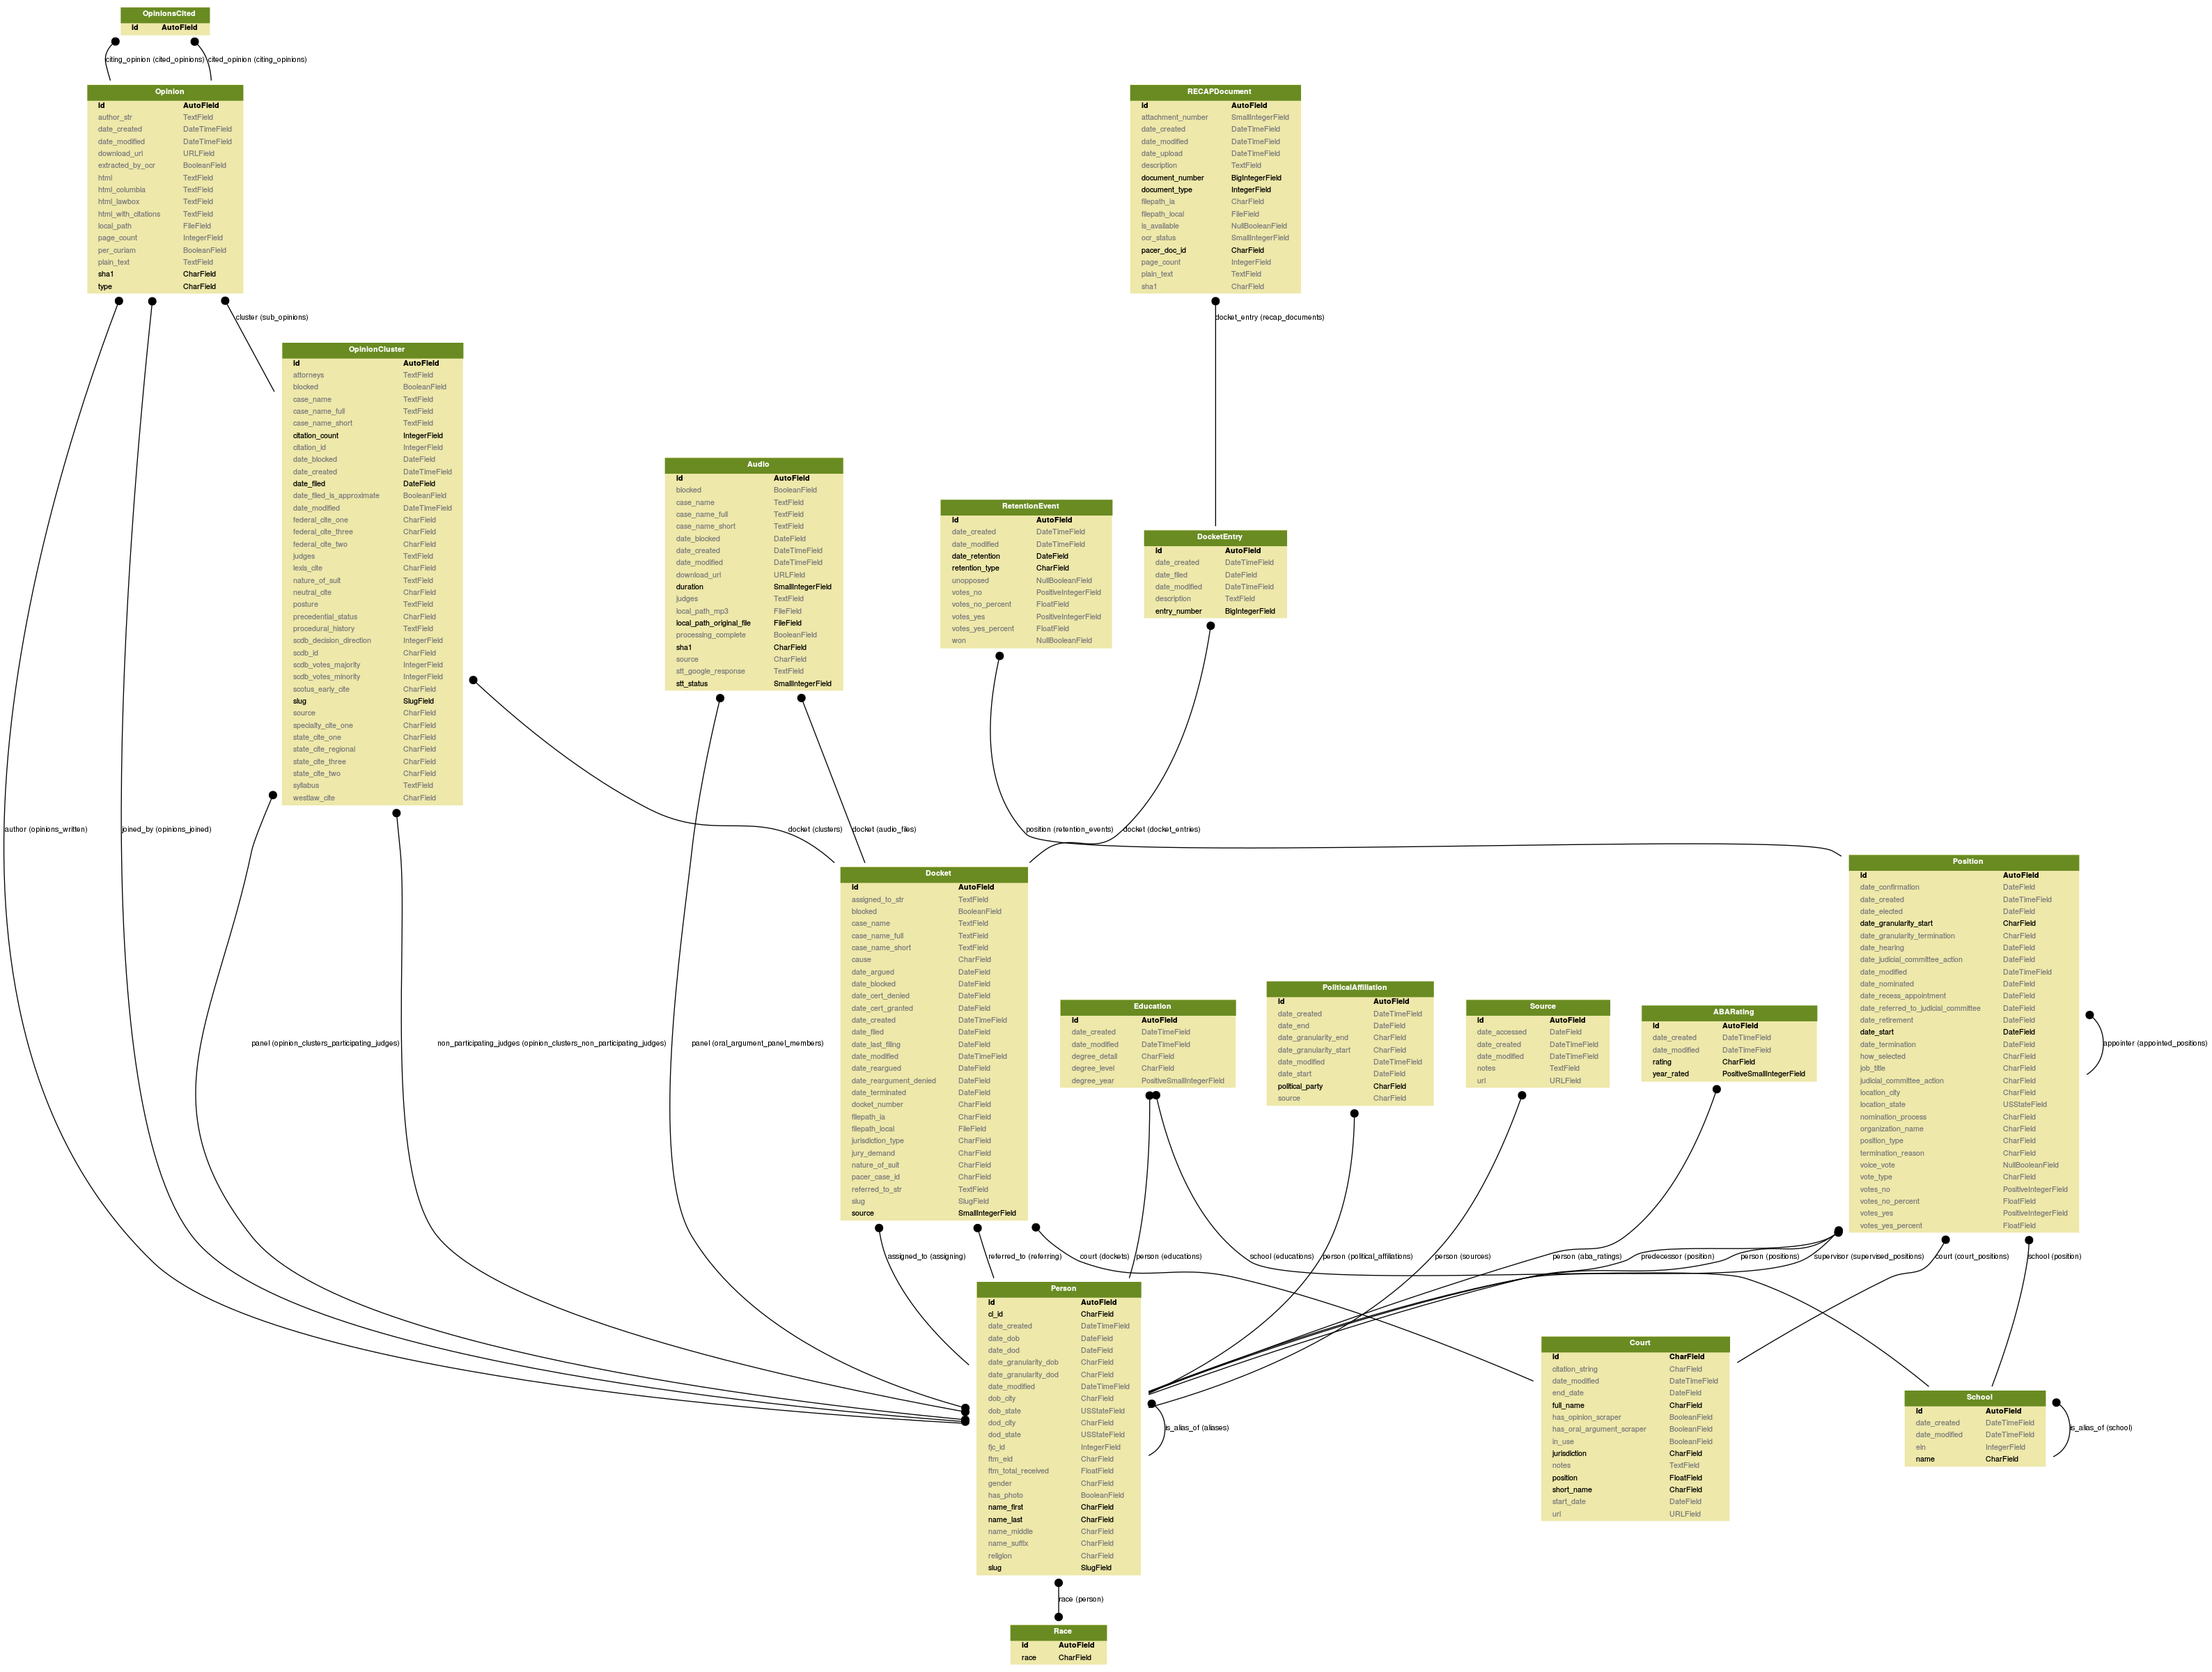 OpinionsCited
id AutoField
citing_opinion (cited_opinions) cited_opinion (citing_opinions)
Opinion
id AutoField
author_str TextField
date_created DateTimeField
date_modified DateTimeField
download_url URLField
extracted_by_ocr BooleanField
html TextField
html_columbia TextField
html_lawbox TextField
html_with_citations TextField
local_path FileField
page_count IntegerField
per_curiam BooleanField
plain_text TextField
sha1 CharField
type CharField
RECAPDocument
id AutoField
attachment_number SmallIntegerField
date_created DateTimeField
date_modified DateTimeField
date_upload DateTimeField
description TextField
document_number BigIntegerField
document_type IntegerField
filepath_ia CharField
filepath_local FileField
is_available NullBooleanField
ocr_status SmallIntegerField
pacer_doc_id CharField
page_count IntegerField
plain_text TextField
sha1 CharField
cluster (sub_opinions)
docket_entry (recap_documents)
OpinionCluster
id AutoField
attorneys TextField
blocked BooleanField
case_name TextField
case_name_full TextField
case_name_short TextField
citation_count IntegerField
citation_id IntegerField
date_blocked DateField
date_created DateTimeField
date_filed DateField
date_filed_is_approximate BooleanField
date_modified DateTimeField
federal_cite_one CharField
federal_cite_three CharField
federal_cite_two CharField
judges TextField
lexis_cite CharField
nature_of_suit TextField
neutral_cite CharField
posture TextField
precedential_status CharField
procedural_history TextField
scdb_decision_direction IntegerField
scdb_id CharField
scdb_votes_majority IntegerField
scdb_votes_minority IntegerField
scotus_early_cite CharField
slug SlugField
source CharField
specialty_cite_one CharField
state_cite_one CharField
state_cite_regional CharField
state_cite_three CharField
state_cite_two CharField
syllabus TextField
westlaw_cite CharField
Audio
id AutoField
blocked BooleanField
case_name TextField
case_name_full TextField
case_name_short TextField
date_blocked DateField
date_created DateTimeField
date_modified DateTimeField
download_url URLField
duration SmallIntegerField
judges TextField
local_path_mp3 FileField
local_path_original_file FileField
processing_complete BooleanField
sha1 CharField
source CharField
stt_google_response TextField
stt_status SmallIntegerField
RetentionEvent
id AutoField
date_created DateTimeField
date_modified DateTimeField
date_retention DateField
retention_type CharField
unopposed NullBooleanField
votes_no PositiveIntegerField
votes_no_percent FloatField
votes_yes PositiveIntegerField
votes_yes_percent FloatField
won NullBooleanField
DocketEntry
id AutoField
date_created DateTimeField
date_filed DateField
date_modified DateTimeField
description TextField
entry_number BigIntegerField
author (opinions_written) joined_by (opinions_joined) docket (clusters) docket (audio_files) position (retention_events) docket (docket_entries)
Docket
id AutoField
assigned_to_str TextField
blocked BooleanField
case_name TextField
case_name_full TextField
case_name_short TextField
cause CharField
date_argued DateField
date_blocked DateField
date_cert_denied DateField
date_cert_granted DateField
date_created DateTimeField
date_filed DateField
date_last_filing DateField
date_modified DateTimeField
date_reargued DateField
date_reargument_denied DateField
date_terminated DateField
docket_number CharField
filepath_ia CharField
filepath_local FileField
jurisdiction_type CharField
jury_demand CharField
nature_of_suit CharField
pacer_case_id CharField
referred_to_str TextField
slug SlugField
source SmallIntegerField
Position
id AutoField
date_confirmation DateField
date_created DateTimeField
date_elected DateField
date_granularity_start CharField
date_granularity_termination CharField
date_hearing DateField
date_judicial_committee_action DateField
date_modified DateTimeField
date_nominated DateField
date_recess_appointment DateField
date_referred_to_judicial_committee DateField
date_retirement DateField
date_start DateField
date_termination DateField
how_selected CharField
job_title CharField
judicial_committee_action CharField
location_city CharField
location_state USStateField
nomination_process CharField
organization_name CharField
position_type CharField
termination_reason CharField
voice_vote NullBooleanField
vote_type CharField
votes_no PositiveIntegerField
votes_no_percent FloatField
votes_yes PositiveIntegerField
votes_yes_percent FloatField
Education
id AutoField
date_created DateTimeField
date_modified DateTimeField
degree_detail CharField
degree_level CharField
degree_year PositiveSmallIntegerField
PoliticalAffiliation
id AutoField
date_created DateTimeField
date_end DateField
date_granularity_end CharField
date_granularity_start CharField
date_modified DateTimeField
date_start DateField
political_party CharField
source CharField
Source
id AutoField
date_accessed DateField
date_created DateTimeField
date_modified DateTimeField
notes TextField
url URLField
ABARating
id AutoField
date_created DateTimeField
date_modified DateTimeField
rating CharField
year_rated PositiveSmallIntegerField
panel (opinion_clusters_participating_judges) non_participating_judges (opinion_clusters_non_participating_judges) panel (oral_argument_panel_members) appointer (appointed_positions)
assigned_to (assigning) referred_to (referring) court (dockets) person (educations) school (educations) person (political_affiliations) person (sources) person (aba_ratings) predecessor (position) person (positions) supervisor (supervised_positions) court (court_positions) school (position)
Person
id AutoField
cl_id CharField
date_created DateTimeField
date_dob DateField
date_dod DateField
date_granularity_dob CharField
date_granularity_dod CharField
date_modified DateTimeField
dob_city CharField
dob_state USStateField
dod_city CharField
dod_state USStateField
fjc_id IntegerField
ftm_eid CharField
ftm_total_received FloatField
gender CharField
has_photo BooleanField
name_first CharField
name_last CharField
name_middle CharField
name_suffix CharField
religion CharField
slug SlugField
is_alias_of (aliases)
Court
id CharField
citation_string CharField
date_modified DateTimeField
end_date DateField
full_name CharField
has_opinion_scraper BooleanField
has_oral_argument_scraper BooleanField
in_use BooleanField
jurisdiction CharField
notes TextField
position FloatField
short_name CharField
start_date DateField
url URLField
School
id AutoField
date_created DateTimeField
date_modified DateTimeField
ein IntegerField
name CharField
is_alias_of (school)
race (person)
Race
id AutoField
race CharField